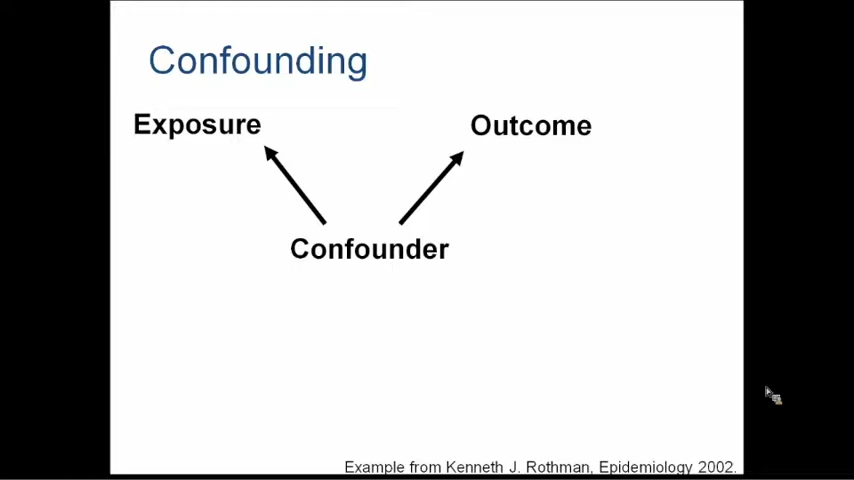 Confounding
Exposure
Outcome
Confounder
Example from Kenneth J. Rothman, Epidemiology 2002.